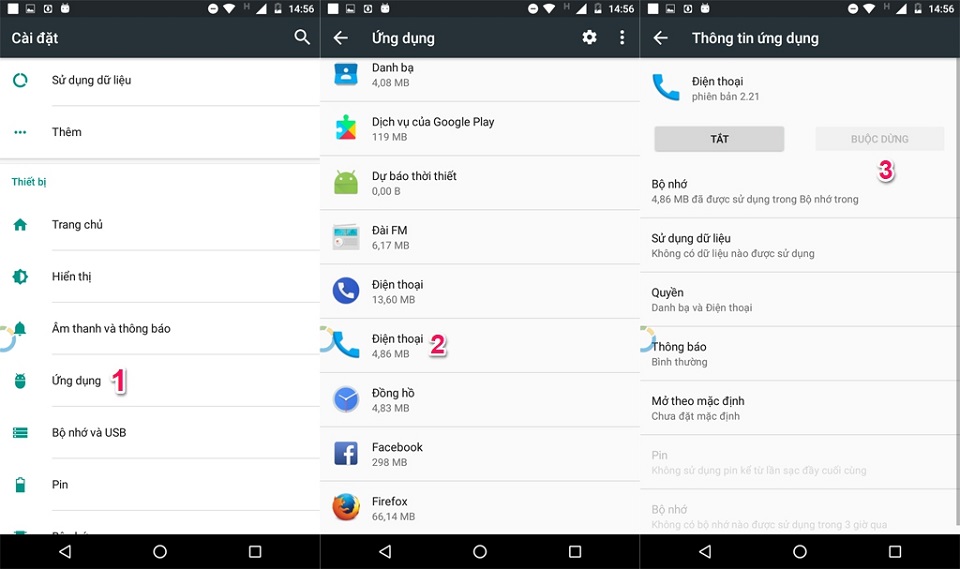 14:56
Cài đặt
Sử dụng dữ liệu
Thêm
Thiết bị
Trang chủ
Hiển thị
Âm thanh và thông báo
Ứng dụng 1
Bộ nhớ và USB
Pin
H 14:56
Ứng dụng
Danh bạ
4,08 MB
Dịch vụ của Google Play
119 MB
Dự báo thời thiết
0,00 B
Đài FM
6,17 MB
Điện thoại
13,60 MB
Điện thoại
4,86 MB
2
Đồng hồ
4,83 MB
Facebook
298 MB
Firefox
66,14 MB
H 14:56
Thông tin ứng dụng
Điện thoại
phiên bản 2.21
TẮT BUỘC DỪNG
3
Bộ nhớ
4,86 MB đã được sử dụng trong Bộ nhớ trong
Sử dụng dữ liệu
Không có dữ liệu nào được sử dụng
Quyền
Danh bạ và Điện thoại
Thông báo
Bình thường
Mở theo mặc định
Chưa đặt mặc định
Pin
Không sử dụng pin kể từ lần sạc đầy cuối cùng
Bộ nhớ
Không có bộ nhớ nào được sử dụng trong 3 giờ qua